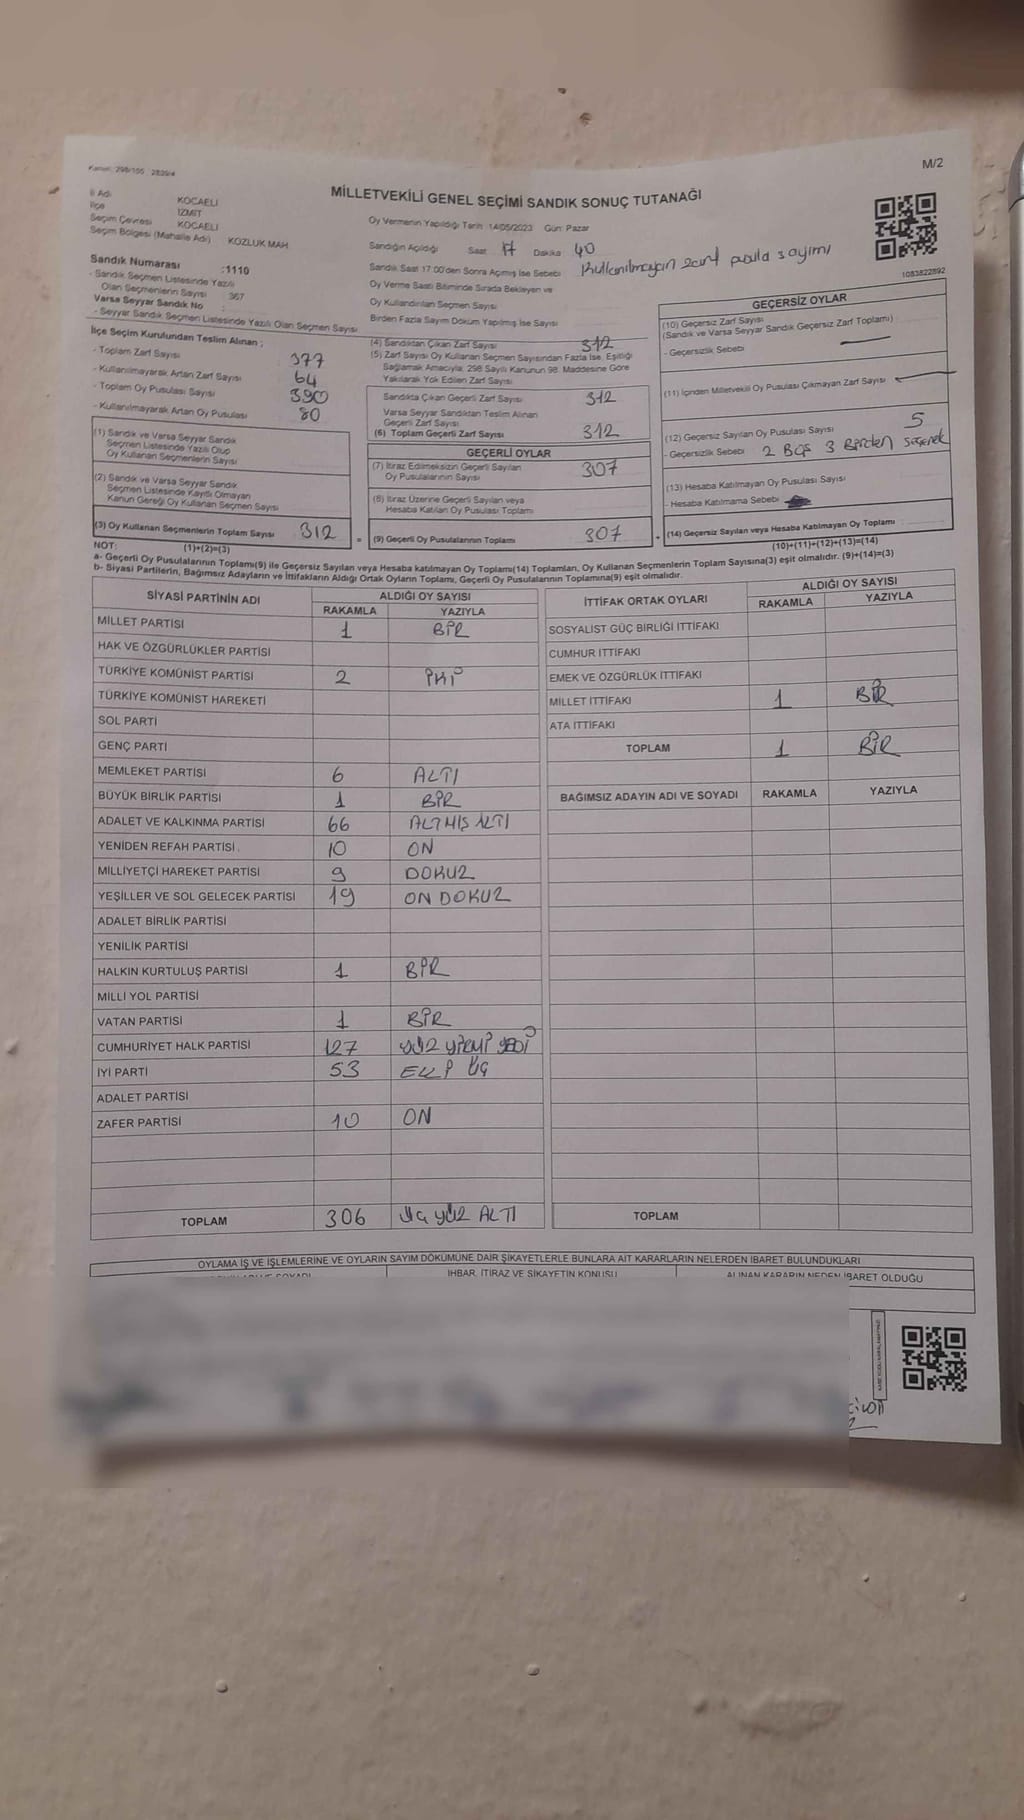 Kanun: 298/105 2839/4
M/2
MİLLETVEKİLİ GENEL SEÇİMİ SANDIK SONUÇ TUTANAĞI
İl Adı KOCAELİ
İlçe İZMİT
Seçim Çevresi KOCAELİ
Seçim Bölgesi (Mahalle Adı) KOZLUK MAH.
Sandık Numarası :1110
- Sandık Seçmen Listesinde Yazılı
Olan Seçmenlerin Sayısı : 367
Varsa Seyyar Sandık No
- Seyyar Sandık Seçmen Listesinde Yazılı Olan Seçmen Sayısı
İlçe Seçim Kurulundan Teslim Alınan ;
- Toplam Zarf Sayısı 377
- Kullanılmayarak Artan Zarf Sayısı 64
- Toplam Oy Pusulası Sayısı 390
- Kullanılmayarak Artan Oy Pusulası 80
(1) Sandık ve Varsa Seyyar Sandık
Seçmen Listesinde Yazılı Olup
Oy Kullanan Seçmenlerin Sayısı
(2) Sandık ve Varsa Seyyar Sandık
Seçmen Listesinde Kayıtlı Olmayan
Kanun Gereği Oy Kullanan Seçmen Sayısı
(3) Oy Kullanan Seçmenlerin Toplam Sayısı 312
Oy Vermenin Yapıldığı Tarih: 14/05/2023 Gün: Pazar
Sandığın Açıldığı Saat 17 Dakika 40
Sandık Saat 17:00'den Sonra Açılmış İse Sebebi Kullanılmayan zarf pusula sayımı
Oy Verme Saati Bitiminde Sırada Bekleyen ve
Oy Kullandırılan Seçmen Sayısı
Birden Fazla Sayım Döküm Yapılmış İse Sayısı
(4) Sandıktan Çıkan Zarf Sayısı 312
(5) Zarf Sayısı Oy Kullanan Seçmen Sayısından Fazla İse, Eşitliği
Sağlamak Amacıyla, 298 Sayılı Kanunun 98. Maddesine Göre
Yakılarak Yok Edilen Zarf Sayısı
Sandıkta Çıkan Geçerli Zarf Sayısı 312
Varsa Seyyar Sandıktan Teslim Alınan
Geçerli Zarf Sayısı
(6) Toplam Geçerli Zarf Sayısı 312
GEÇERLİ OYLAR
(7) İtiraz Edilmeksizin Geçerli Sayılan
Oy Pusulalarının Sayısı 307
(8) İtiraz Üzerine Geçerli Sayılan veya
Hesaba Katılan Oy Pusulası Toplamı
= (9) Geçerli Oy Pusulalarının Toplamı 307
1083822892
GEÇERSİZ OYLAR
(10) Geçersiz Zarf Sayısı
(Sandık ve Varsa Seyyar Sandık Geçersiz Zarf Toplamı)
- Geçersizlik Sebebi
(11) İçinden Milletvekili Oy Pusulası Çıkmayan Zarf Sayısı
(12) Geçersiz Sayılan Oy Pusulası Sayısı 5
- Geçersizlik Sebebi 2 Boş 3 Birden seçenek
(13) Hesaba Katılmayan Oy Pusulası Sayısı
- Hesaba Katılmama Sebebi
+ (14) Geçersiz Sayılan veya Hesaba Katılmayan Oy Toplamı
NOT: (1)+(2)=(3)
(10)+(11)+(12)+(13)=(14)
a- Geçerli Oy Pusulalarının Toplamı(9) ile Geçersiz Sayılan veya Hesaba katılmayan Oy Toplamı(14) Toplamları, Oy Kullanan Seçmenlerin Toplam Sayısına(3) eşit olmalıdır. (9)+(14)=(3)
b- Siyasi Partilerin, Bağımsız Adayların ve İttifakların Aldığı Ortak Oyların Toplamı, Geçerli Oy Pusulalarının Toplamına(9) eşit olmalıdır.
SİYASİ PARTİNİN ADI ALDIĞI OY SAYISI
RAKAMLA YAZIYLA
MİLLET PARTİSİ 1 BİR
HAK VE ÖZGÜRLÜKLER PARTİSİ
TÜRKİYE KOMÜNİST PARTİSİ 2 İKİ
TÜRKİYE KOMÜNİST HAREKETİ
SOL PARTİ
GENÇ PARTİ
MEMLEKET PARTİSİ 6 ALTI
BÜYÜK BİRLİK PARTİSİ 1 BİR
ADALET VE KALKINMA PARTİSİ 66 ALTMIŞ ALTI
YENİDEN REFAH PARTİSİ 10 ON
MİLLİYETÇİ HAREKET PARTİSİ 9 DOKUZ
YEŞİLLER VE SOL GELECEK PARTİSİ 19 ON DOKUZ
ADALET BİRLİK PARTİSİ
YENİLİK PARTİSİ
HALKIN KURTULUŞ PARTİSİ 1 BİR
MİLLİ YOL PARTİSİ
VATAN PARTİSİ 1 BİR
CUMHURİYET HALK PARTİSİ 127 YÜZ YİRMİ YEDİ
İYİ PARTİ 53 ELLİ ÜÇ
ADALET PARTİSİ
ZAFER PARTİSİ 10 ON
TOPLAM 306 ÜÇ YÜZ ALTI
İTTİFAK ORTAK OYLARI ALDIĞI OY SAYISI
RAKAMLA YAZIYLA
SOSYALİST GÜÇ BİRLİĞİ İTTİFAKI
CUMHUR İTTİFAKI
EMEK VE ÖZGÜRLÜK İTTİFAKI
MİLLET İTTİFAKI 1 BİR
ATA İTTİFAKI
TOPLAM 1 BİR
BAĞIMSIZ ADAYIN ADI VE SOYADI RAKAMLA YAZIYLA
TOPLAM
OYLAMA İŞ VE İŞLEMLERİNE VE OYLARIN SAYIM DÖKÜMÜNE DAİR ŞİKAYETLERLE BUNLARA AİT KARARLARIN NELERDEN İBARET BULUNDUKLARI
İHBAR, İTİRAZ VE ŞİKAYETİN KONUSU ALINAN KARARIN NEDEN İBARET OLDUĞU